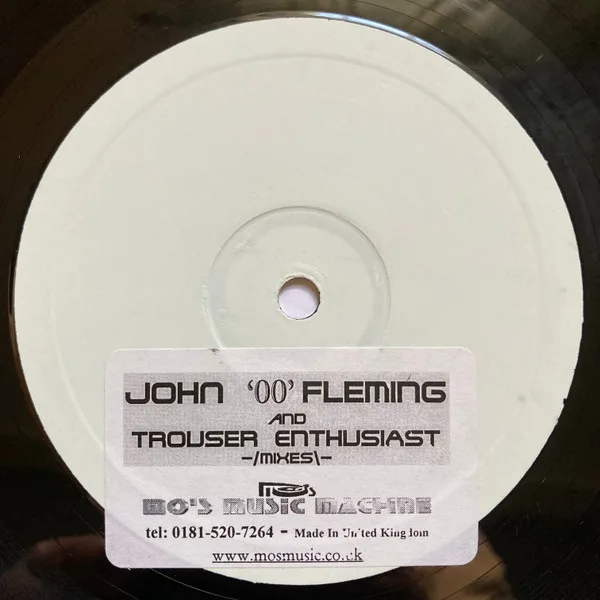 JOHN '00' FLEMING
AND
TROUSER ENTHUSIAST
-/MIXES\-
MO's
MO'S MUSIC MACHINE
tel: 0181-520-7264 - Made In United Kingdom
www.mosmusic.co.uk